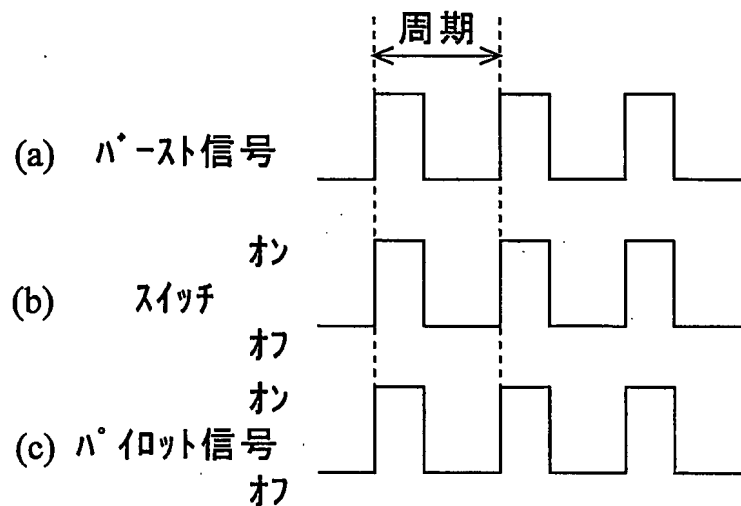 周期
(a) バースト信号
オン
(b) スイッチ
オフ
オン
(c) パイロット信号
オフ